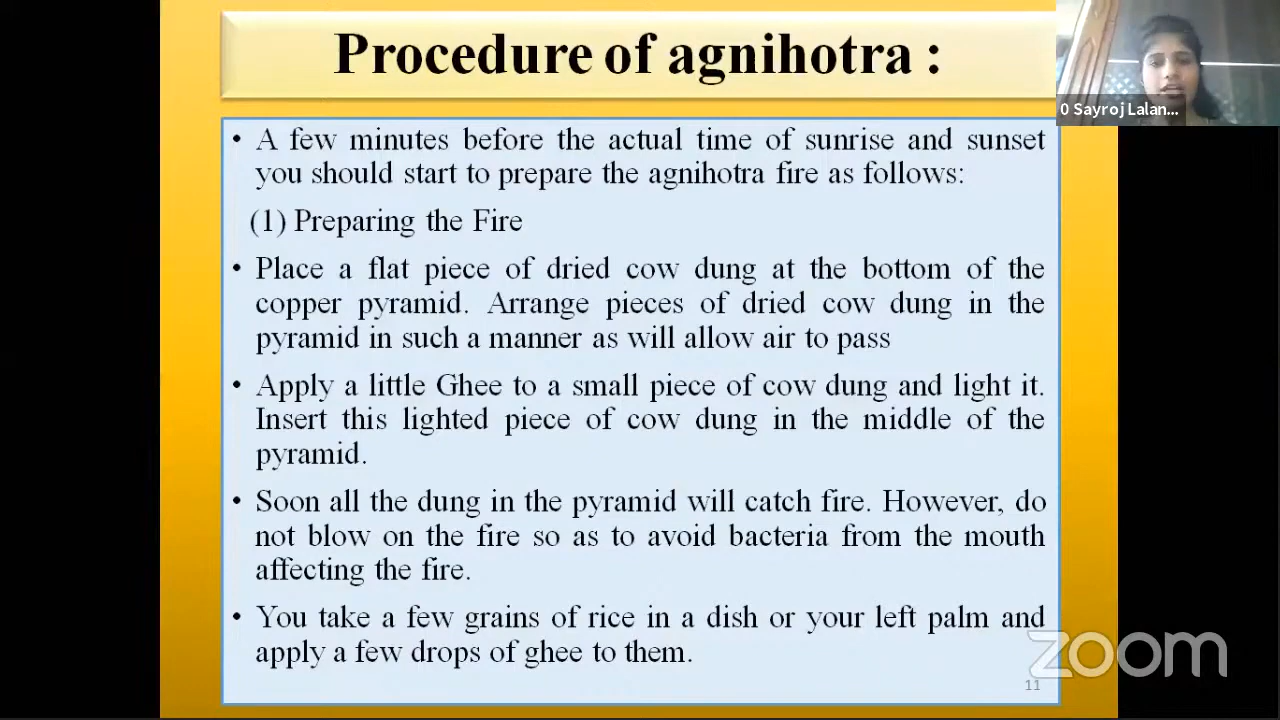 Procedure of agnihotra :
0 Sayroj Lalan...
• A few minutes before the actual time of sunrise and sunset
you should start to prepare the agnihotra fire as follows:
(1) Preparing the Fire
• Place a flat piece of dried cow dung at the bottom of the
copper pyramid. Arrange pieces of dried cow dung in the
pyramid in such a manner as will allow air to pass
• Apply a little Ghee to a small piece of cow dung and light it.
Insert this lighted piece of cow dung in the middle of the
pyramid.
• Soon all the dung in the pyramid will catch fire. However, do
not blow on the fire so as to avoid bacteria from the mouth
affecting the fire.
• You take a few grains of rice in a dish or your left palm and
apply a few drops of ghee to them.
zoom
11